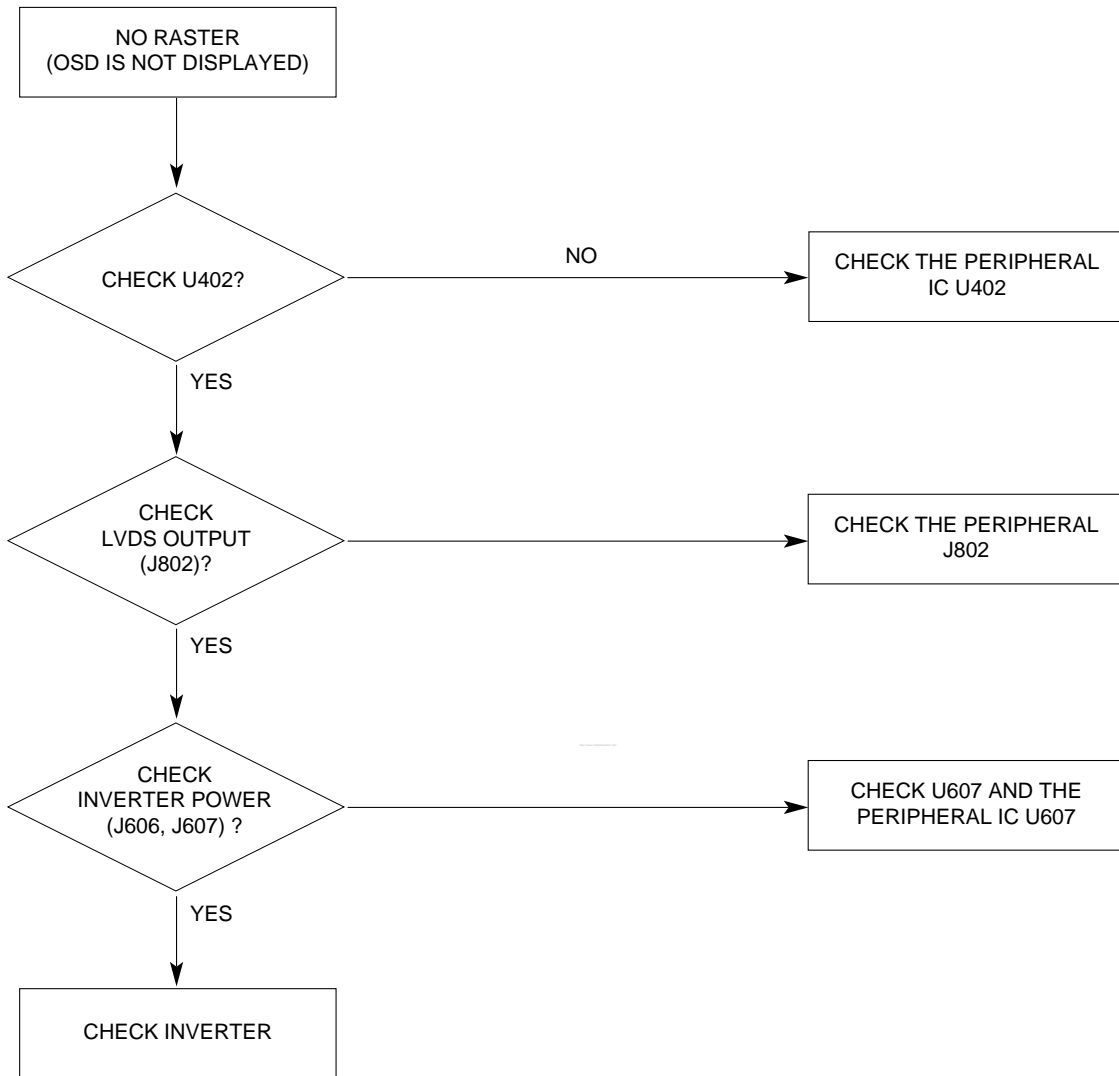 NO RASTER
(OSD IS NOT DISPLAYED)
CHECK U402?
NO
CHECK THE PERIPHERAL
IC U402
YES
CHECK
LVDS OUTPUT
(J802)?
CHECK THE PERIPHERAL
J802
YES
CHECK
INVERTER POWER
(J606, J607) ?
CHECK U607 AND THE
PERIPHERAL IC U607
YES
CHECK INVERTER